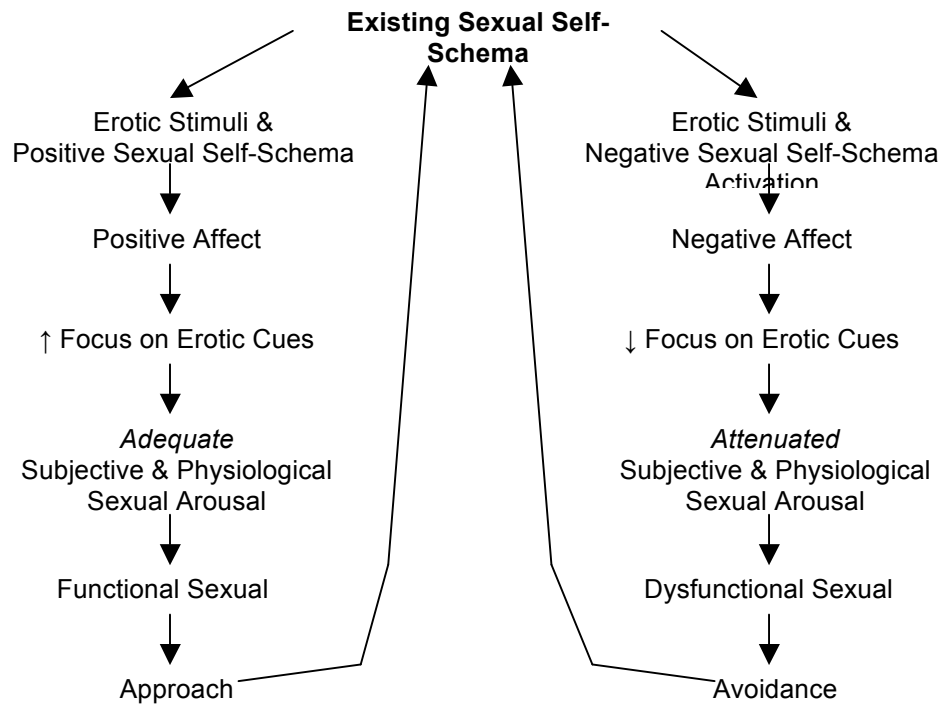 Existing Sexual Self-
Schema
Erotic Stimuli &
Positive Sexual Self-Schema
Positive Affect
↑ Focus on Erotic Cues
Adequate
Subjective & Physiological
Sexual Arousal
Functional Sexual
Approach
Erotic Stimuli &
Negative Sexual Self-Schema
Activation
Negative Affect
↓ Focus on Erotic Cues
Attenuated
Subjective & Physiological
Sexual Arousal
Dysfunctional Sexual
Avoidance